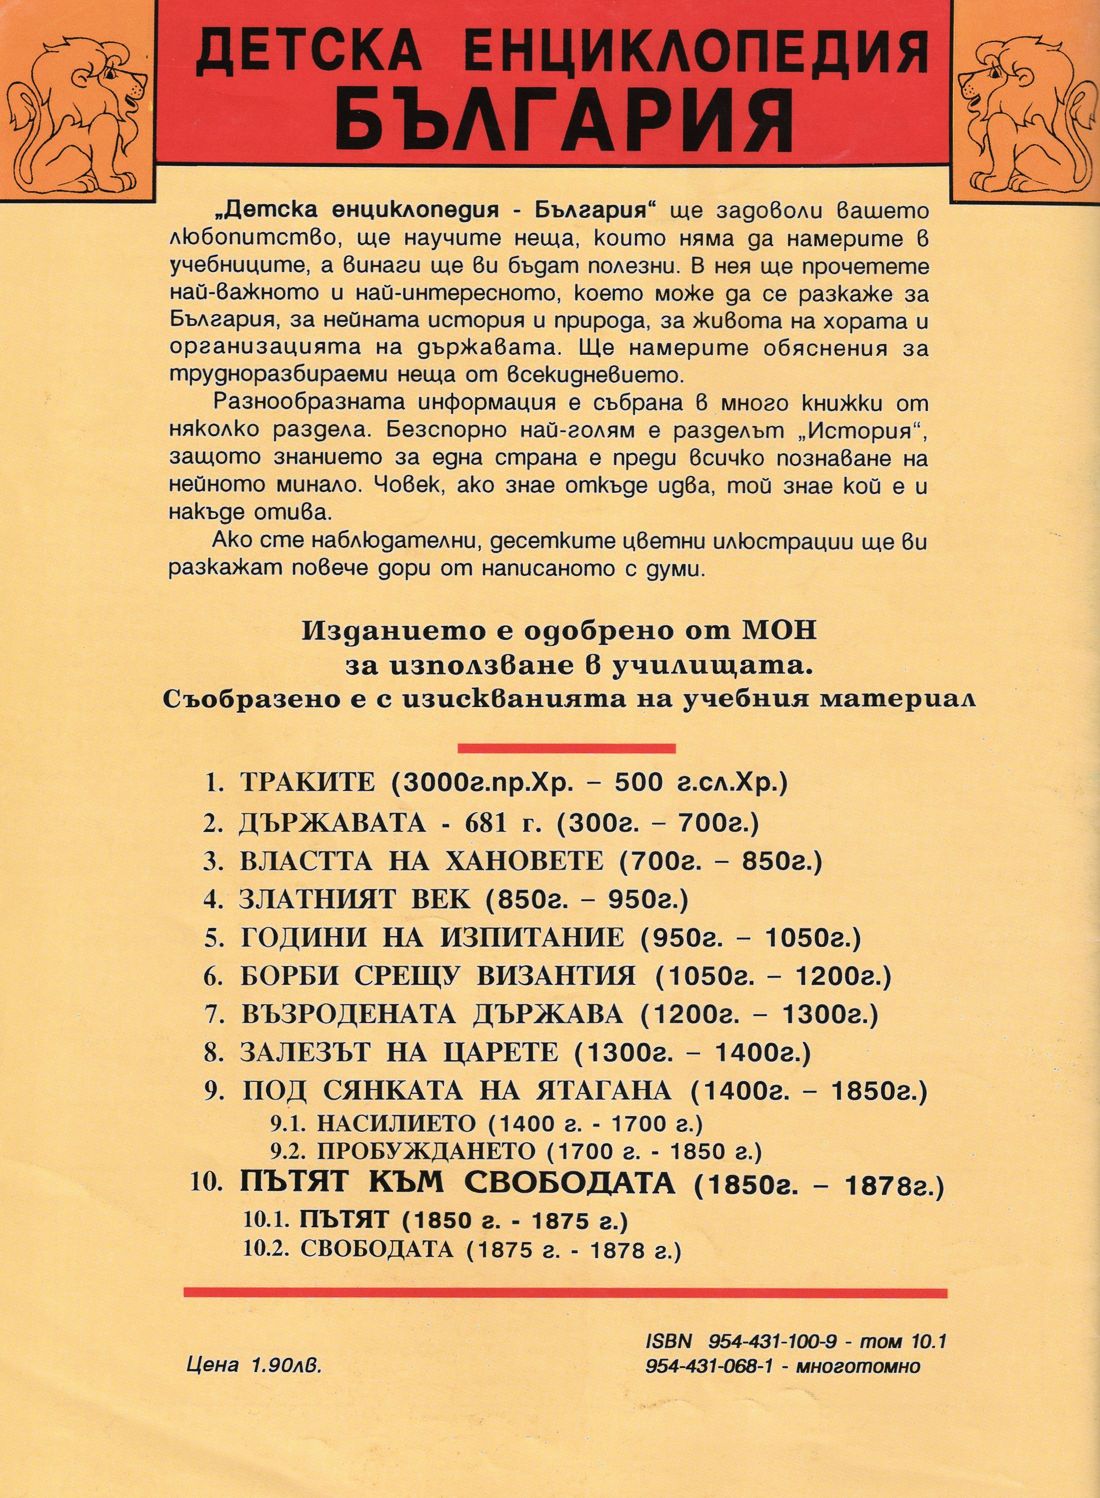 ДЕТСКА ЕНЦИКЛОПЕДИЯ
БЪЛГАРИЯ
„Детска енциклопедия - България“ ще задоволи вашето
любопитство, ще научите неща, които няма да намерите в
учебниците, а винаги ще ви бъдат полезни. В нея ще прочетете
най-важното и най-интересното, което може да се разкаже за
България, за нейната история и природа, за живота на хората и
организацията на държавата. Ще намерите обяснения за
трудноразбираеми неща от всекидневието.
Разнообразната информация е събрана в много книжки от
няколко раздела. Безспорно най-голям е разделът „История“,
защото знанието за една страна е преди всичко познаване на
нейното минало. Човек, ако знае откъде идва, той знае кой е и
накъде отива.
Ако сте наблюдателни, десетките цветни илюстрации ще ви
разкажат повече дори от написаното с думи.
Изданието е одобрено от МОН
за използване в училищата.
Съобразено е с изискванията на учебния материал
1. ТРАКИТЕ (3000г.пр.Хр. – 500 г.сл.Хр.)
2. ДЪРЖАВАТА - 681 г. (300г. – 700г.)
3. ВЛАСТТА НА ХАНОВЕТЕ (700г. – 850г.)
4. ЗЛАТНИЯТ ВЕК (850г. – 950г.)
5. ГОДИНИ НА ИЗПИТАНИЕ (950г. – 1050г.)
6. БОРБИ СРЕЩУ ВИЗАНТИЯ (1050г. – 1200г.)
7. ВЪЗРОДЕНАТА ДЪРЖАВА (1200г. – 1300г.)
8. ЗАЛЕЗЪТ НА ЦАРЕТЕ (1300г. – 1400г.)
9. ПОД СЯНКАТА НА ЯТАГАНА (1400г. – 1850г.)
9.1. НАСИЛИЕТО (1400 г. - 1700 г.)
9.2. ПРОБУЖДАНЕТО (1700 г. - 1850 г.)
10. ПЪТЯТ КЪМ СВОБОДАТА (1850г. – 1878г.)
10.1. ПЪТЯТ (1850 г. - 1875 г.)
10.2. СВОБОДАТА (1875 г. - 1878 г.)
ISBN 954-431-100-9 - том 10.1
Цена 1.90лв.
954-431-068-1 - многотомно